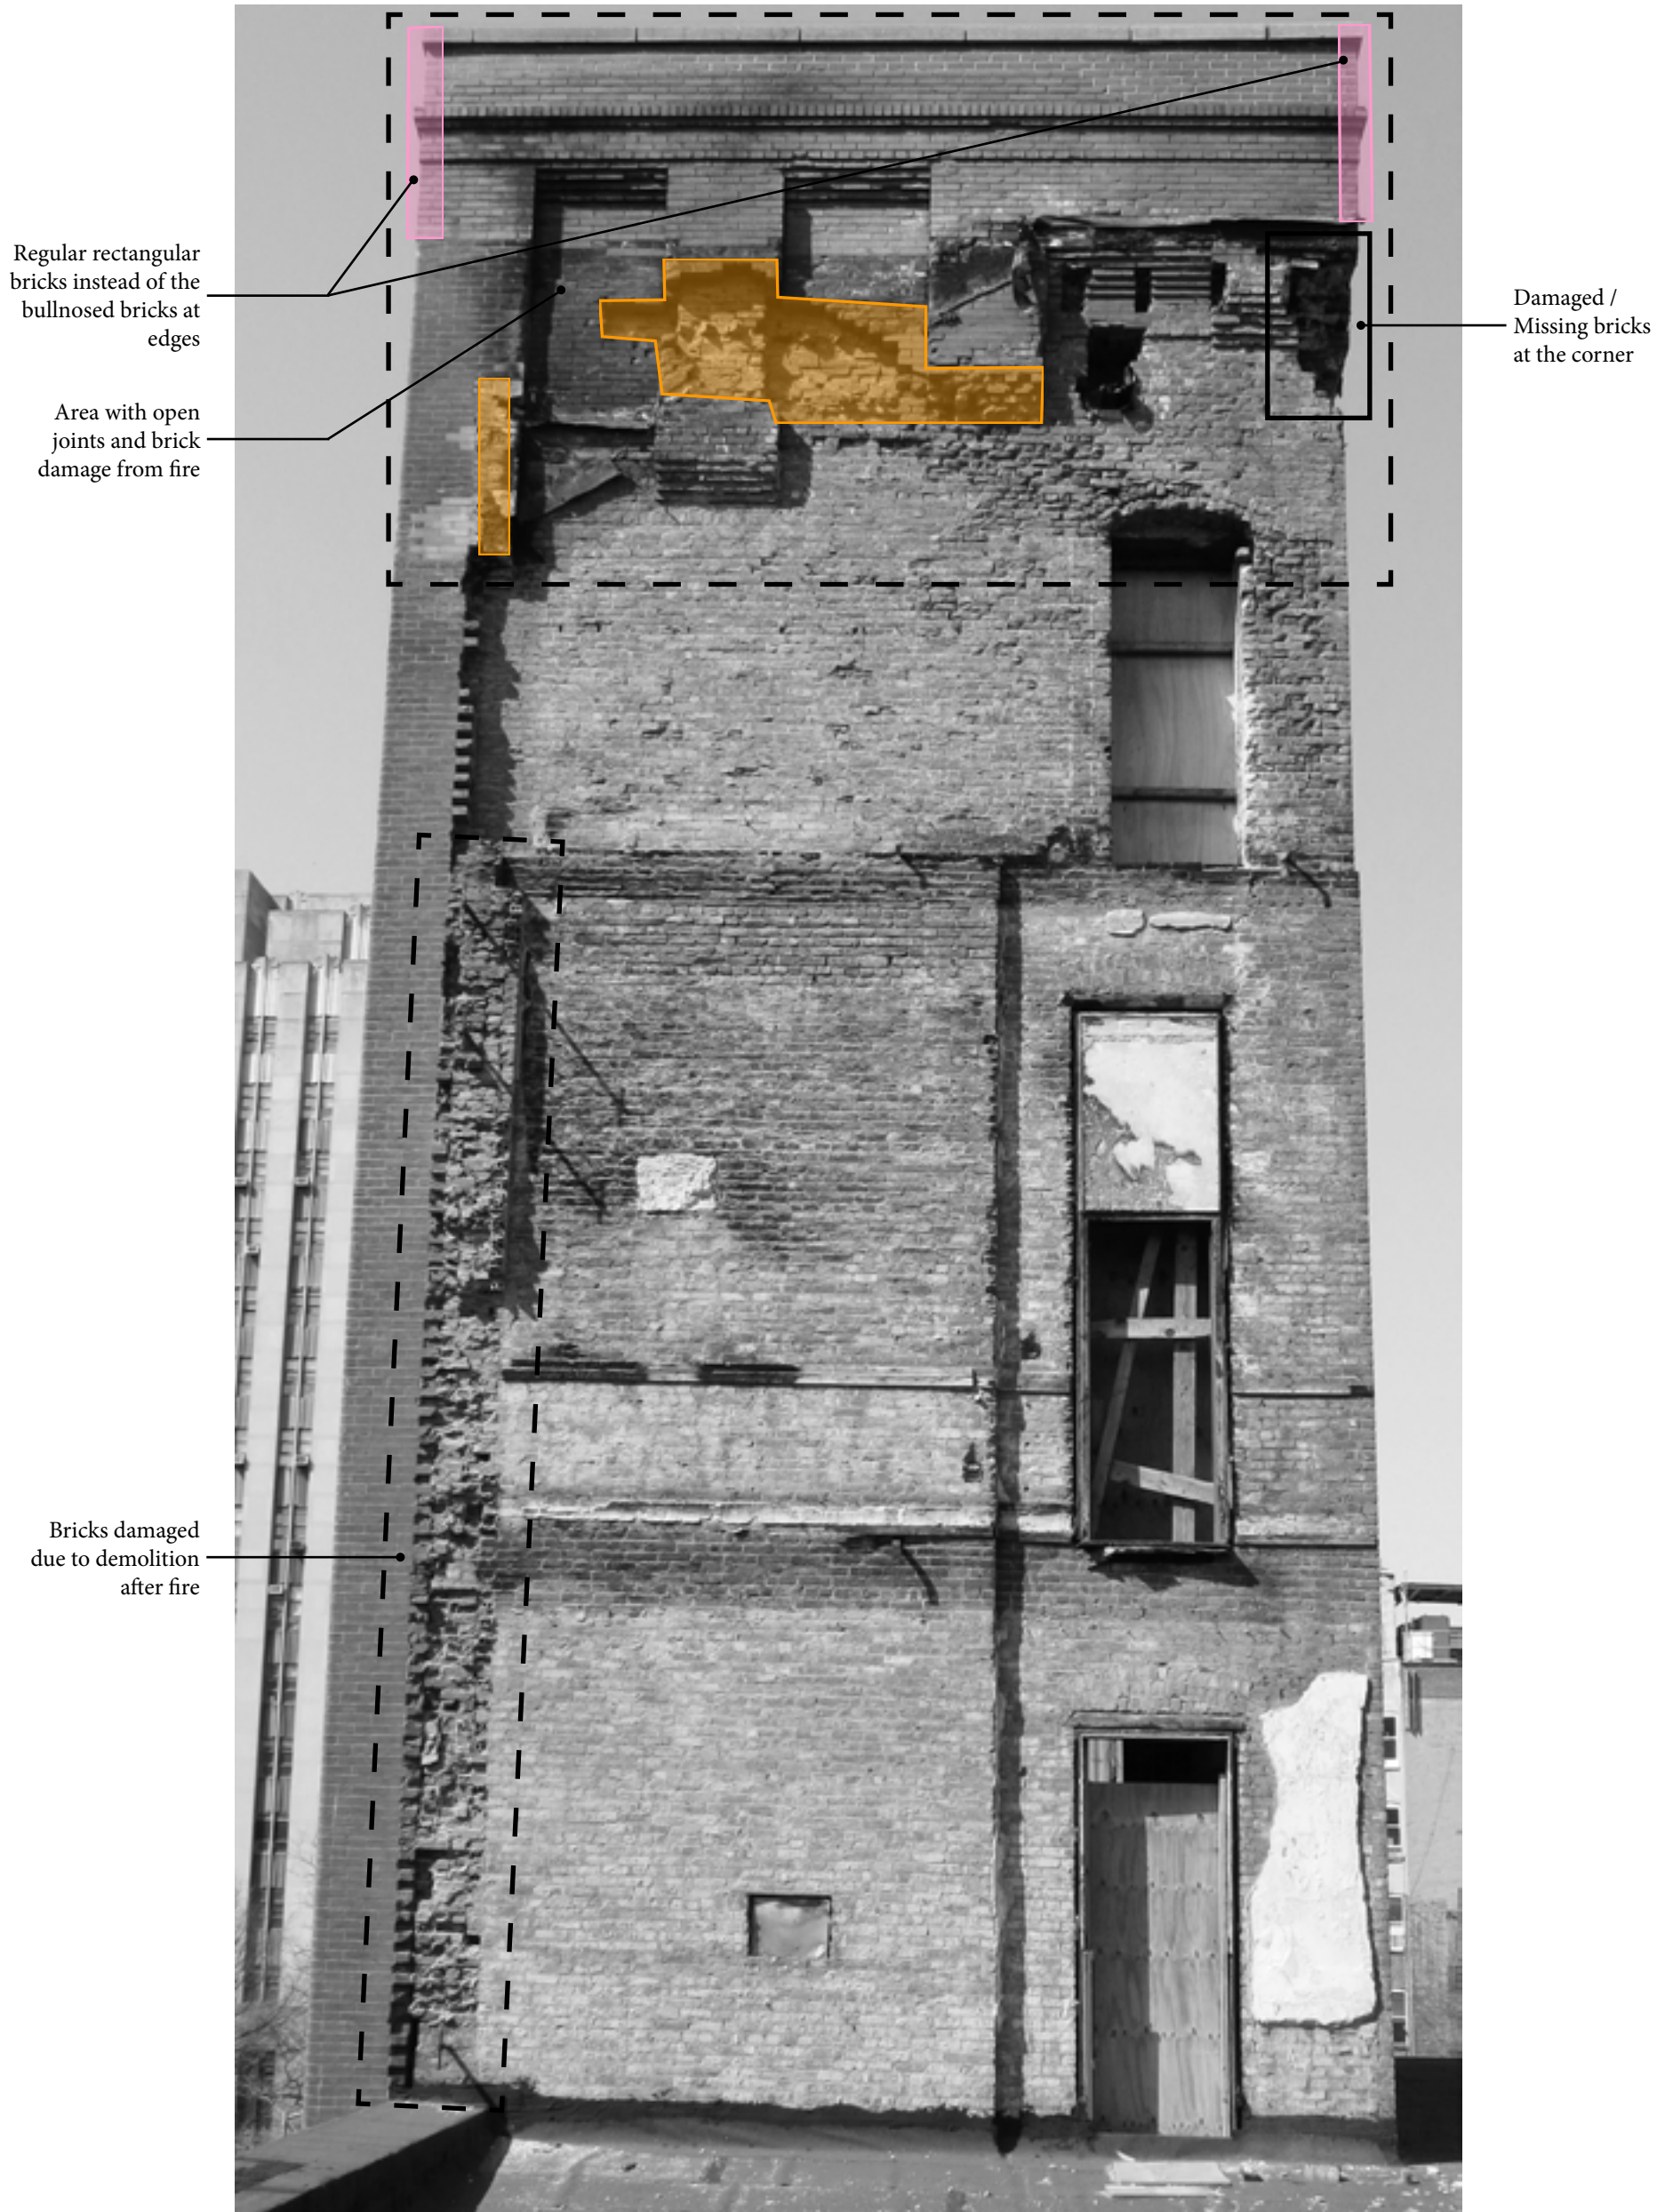 Regular rectangular
bricks instead of the
bullnosed bricks at
edges
Damaged /
Missing bricks
at the corner
Area with open
joints and brick
damage from fire
Bricks damaged
due to demolition
after fire